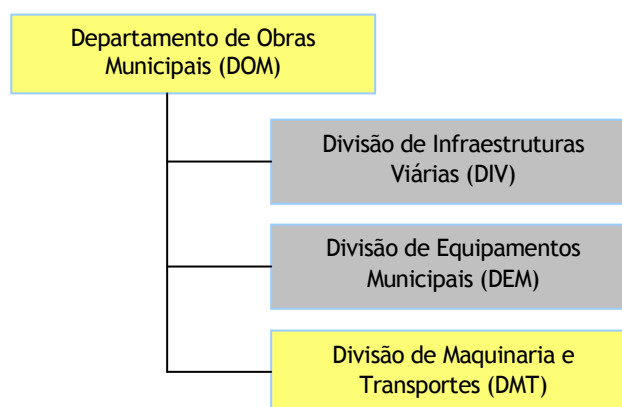 Departamento de Obras
Municipais (DOM)
Divisão de Infraestruturas
Viárias (DIV)
Divisão de Equipamentos
Municipais (DEM)
Divisão de Maquinaria e
Transportes (DMT)